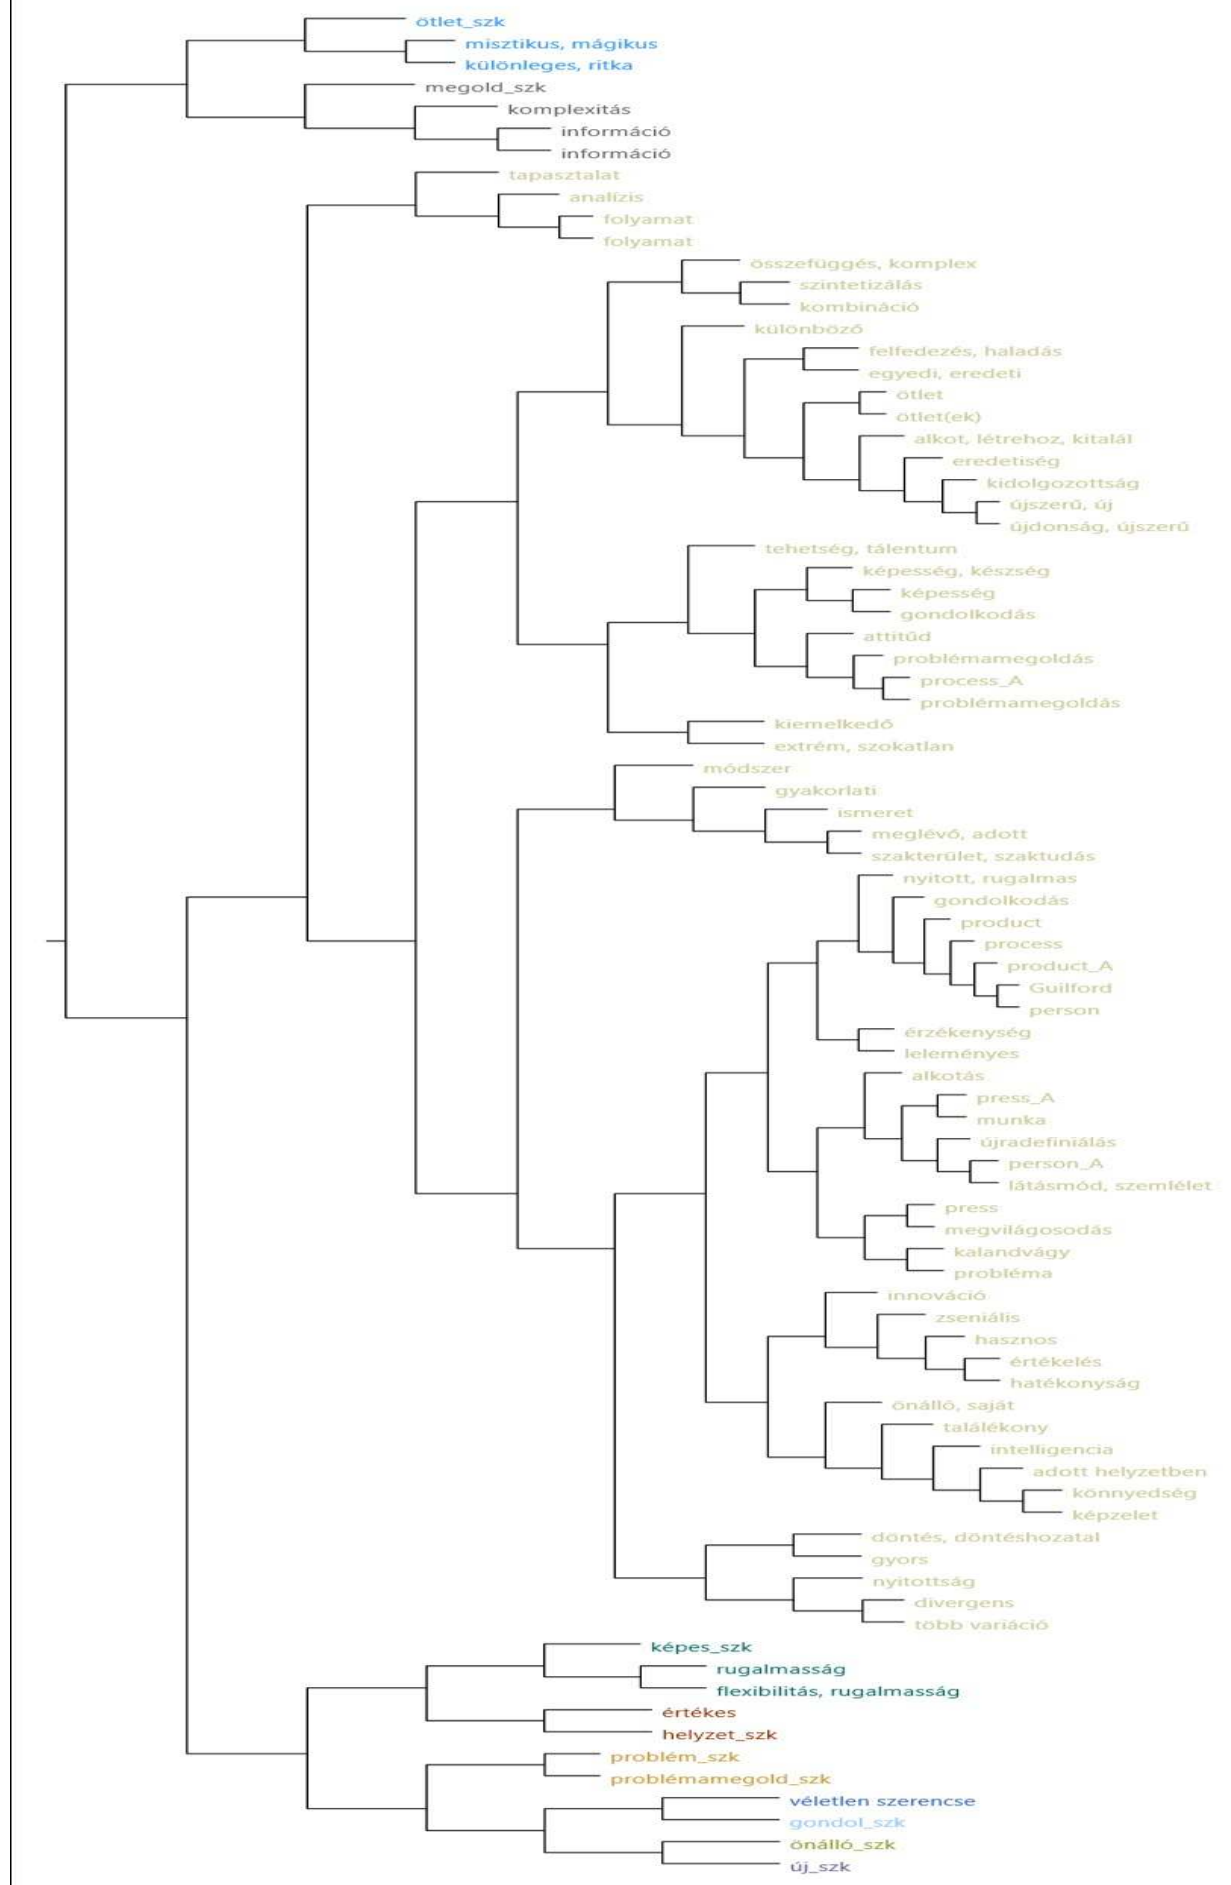 ötlet_szk
misztikus, mágikus
különleges, ritka
megold_szk
komplexitás
információ
információ
tapasztalat
analízis
folyamat
folyamat
összefüggés, komplex
szintetizálás
kombináció
különböző
felfedezés, haladás
egyedi, eredeti
ötlet
ötlet(ek)
alkot, létrehoz, kitalál
eredetiség
kidolgozottság
újszerű, új
újdonság, újszerű
tehetség, tálentum
képesség, készség
képesség
gondolkodás
attitűd
problémamegoldás
process_A
problémamegoldás
kiemelkedő
extrém, szokatlan
módszer
gyakorlati
ismeret
meglévő, adott
szakterület, szaktudás
nyitott, rugalmas
gondolkodás
product
process
product_A
Guilford
person
érzékenység
leleményes
alkotás
press_A
munka
újradefiniálás
person_A
látásmód, szemlélet
press
megvilágosodás
kalandvágy
probléma
innováció
zseniális
hasznos
értékelés
hatékonyság
önálló, saját
találékony
intelligencia
adott helyzetben
könnyedség
képzelet
döntés, döntéshozatal
gyors
nyitottság
divergens
több variáció
képes_szk
rugalmasság
flexibilitás, rugalmasság
értékes
helyzet_szk
problém_szk
problémamegold_szk
véletlen szerencse
gondol_szk
önálló_szk
új_szk